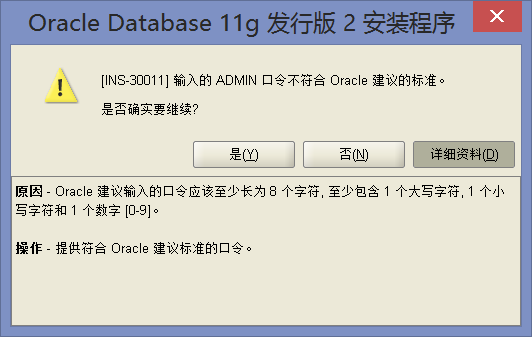 Oracle Database 11g 发行版 2 安装程序
[INS-30011] 输入的 ADMIN 口令不符合 Oracle 建议的标准。
是否确实要继续?
是(Y)
否(N)
详细资料(D)
原因 - Oracle 建议输入的口令应该至少长为 8 个字符, 至少包含 1 个大写字符, 1 个小
写字符和 1 个数字 [0-9]。
操作 - 提供符合 Oracle 建议标准的口令。